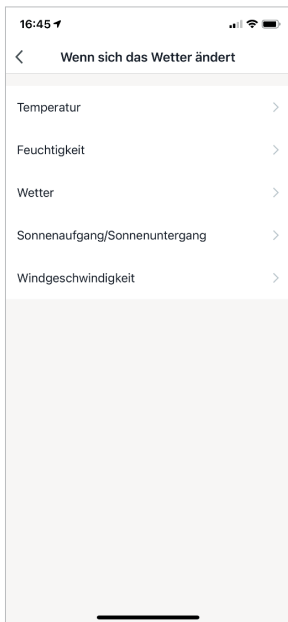 16:45
Wenn sich das Wetter ändert
Temperatur
Feuchtigkeit
Wetter
Sonnenaufgang/Sonnenuntergang
Windgeschwindigkeit